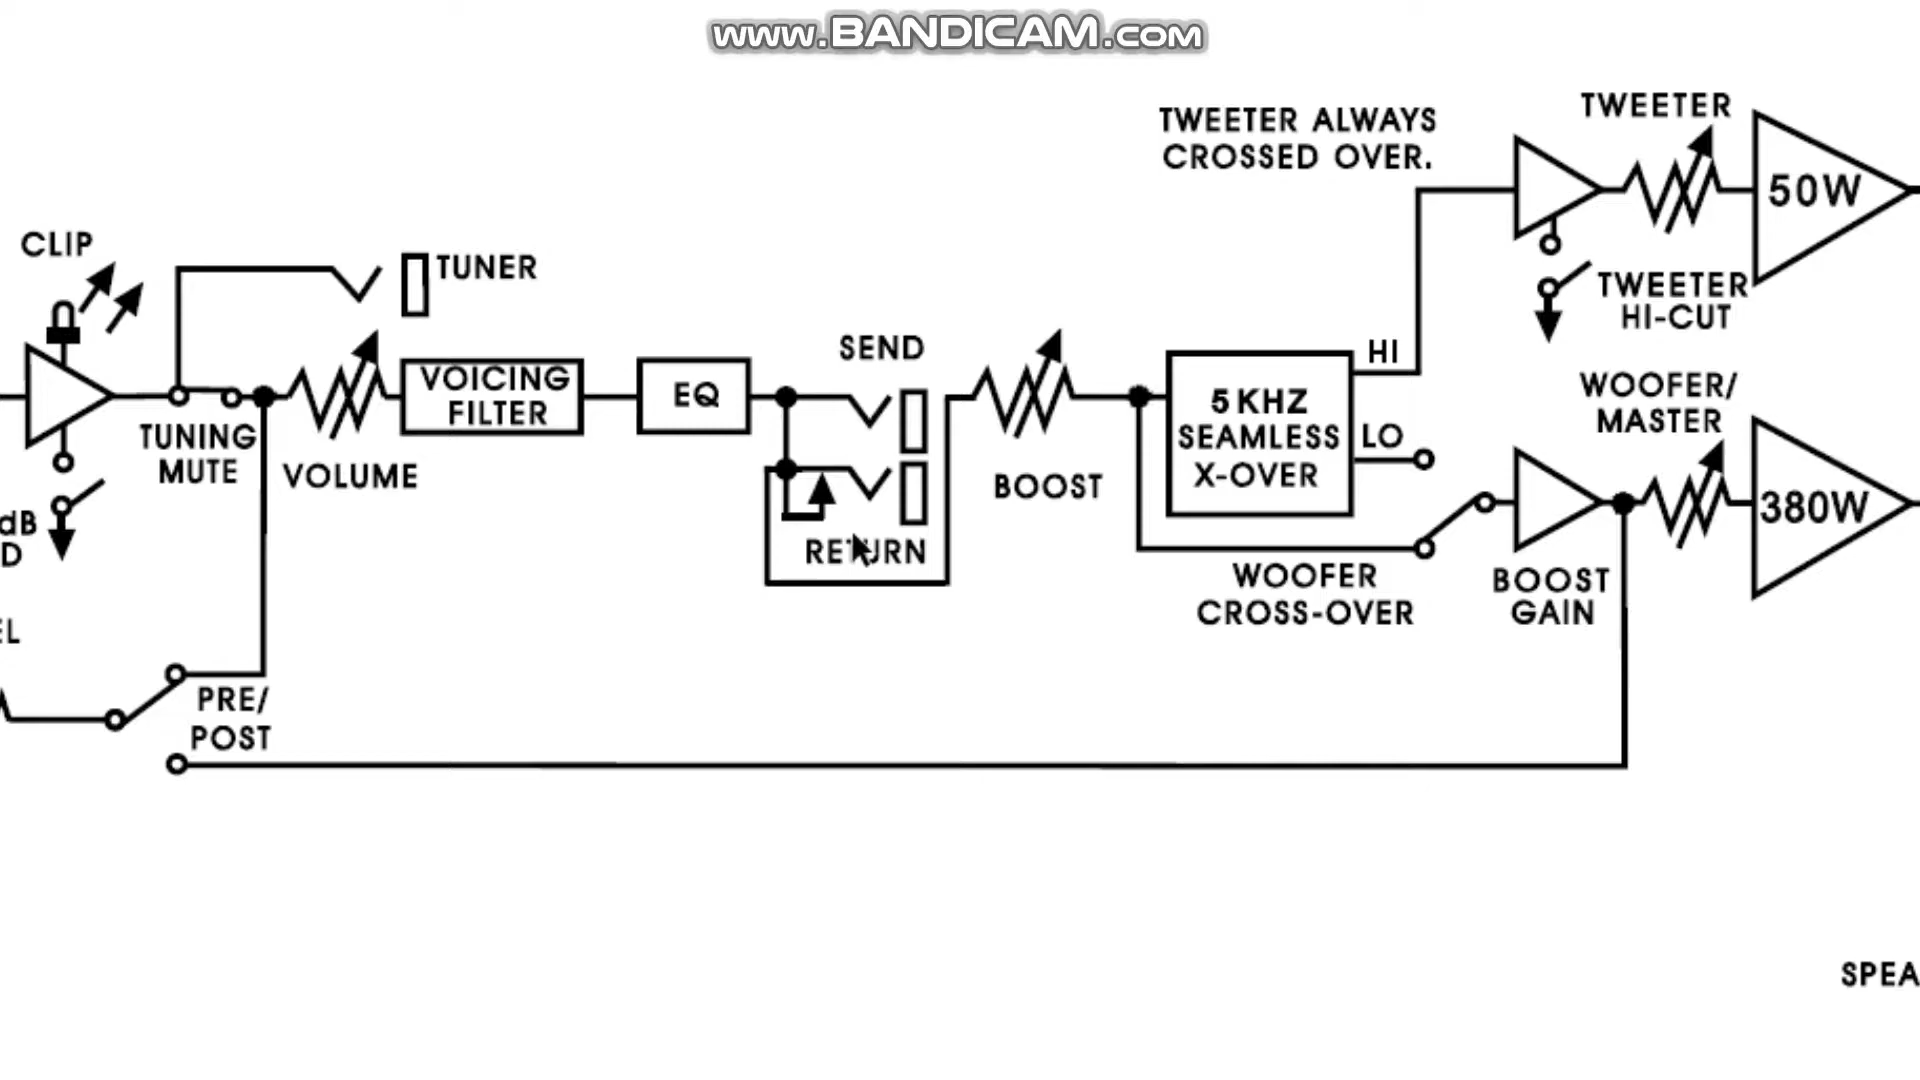 www.BANDICAM.com
TWEETER
TWEETER ALWAYS
CROSSED OVER.
50W
CLIP
TUNER
TWEETER
HI-CUT
SEND
HI
VOICING
FILTER
EQ
WOOFER/
MASTER
5 KHZ
SEAMLESS
X-OVER
LO
TUNING
MUTE
VOLUME
BOOST
380W
dB
D
RETURN
WOOFER
CROSS-OVER
BOOST
GAIN
EL
PRE/
POST
SPEA